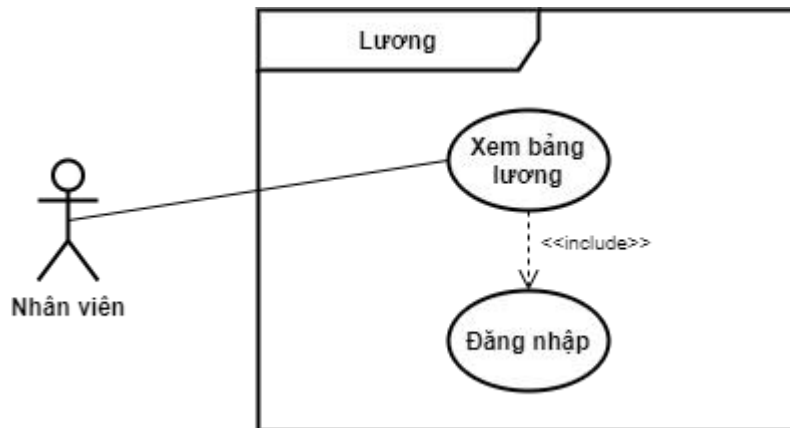 Lương
Xem bảng
lương
<<include>>
Nhân viên
Đăng nhập